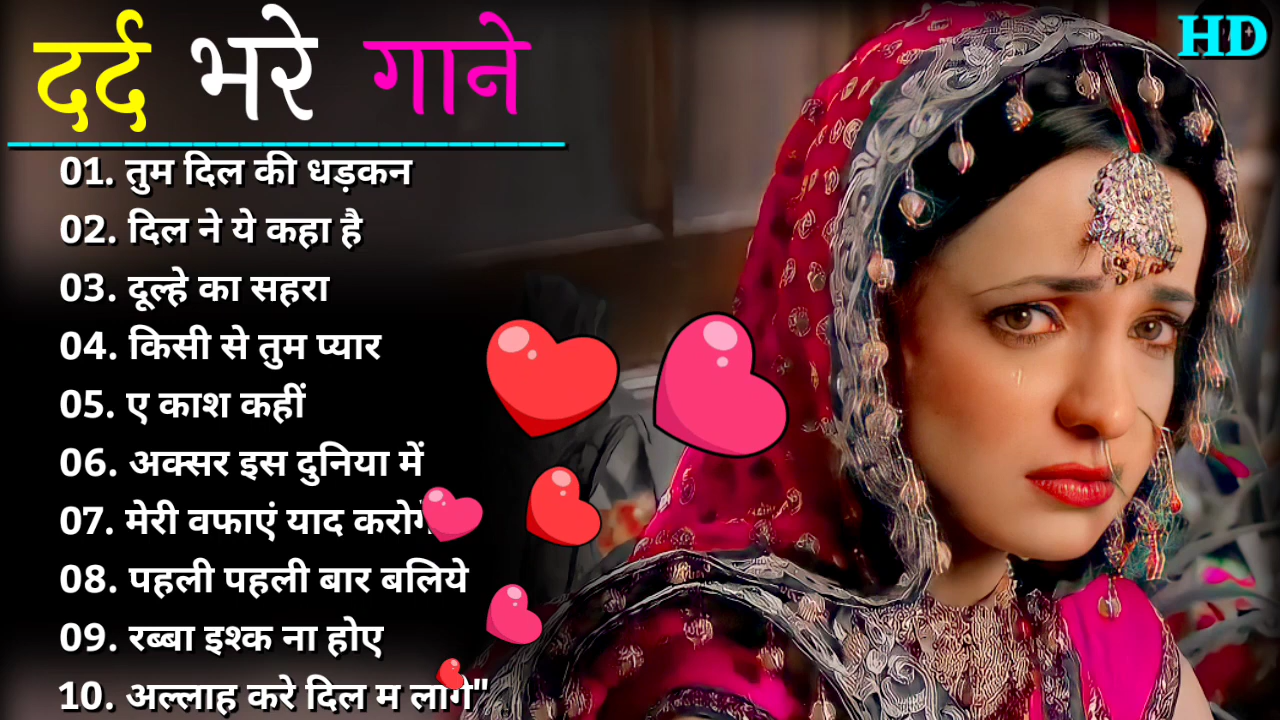 दर्द भरे गाने
HD
01. तुम दिल की धड़कन
02. दिल ने ये कहा है
03. दूल्हे का सहरा
04. किसी से तुम प्यार
05. ए काश कहीं
06. अक्सर इस दुनिया में
07. मेरी वफाएं याद करोगे
08. पहली पहली बार बलिये
09. रब्बा इश्क ना होए
10. अल्लाह करे दिल म लागे"